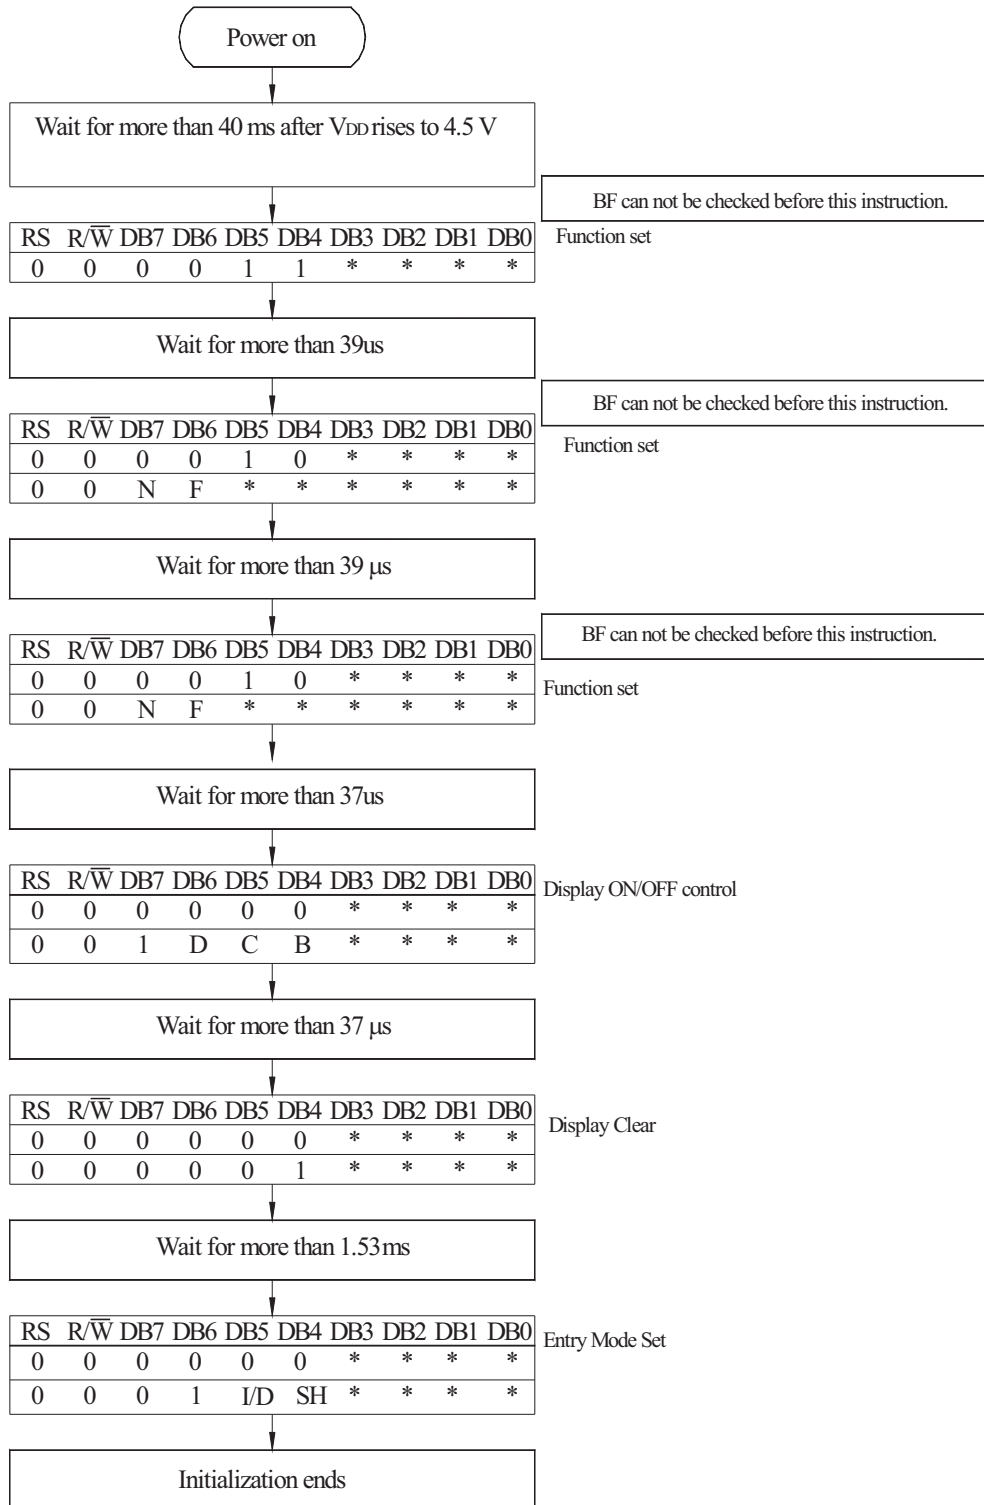 Power on
Wait for more than 40 ms after VDD rises to 4.5 V
BF can not be checked before this instruction.
RS R/W̅ DB7 DB6 DB5 DB4 DB3 DB2 DB1 DB0
Function set
0 0 0 0 1 1 * * * *
Wait for more than 39us
BF can not be checked before this instruction.
RS R/W̅ DB7 DB6 DB5 DB4 DB3 DB2 DB1 DB0
Function set
0 0 0 0 1 0 * * * *
0 0 N F * * * * * *
Wait for more than 39 μs
BF can not be checked before this instruction.
RS R/W̅ DB7 DB6 DB5 DB4 DB3 DB2 DB1 DB0
0 0 0 0 1 0 * * * *
Function set
0 0 N F * * * * * *
Wait for more than 37us
RS R/W̅ DB7 DB6 DB5 DB4 DB3 DB2 DB1 DB0
Display ON/OFF control
0 0 0 0 0 0 * * * *
0 0 1 D C B * * * *
Wait for more than 37 μs
RS R/W̅ DB7 DB6 DB5 DB4 DB3 DB2 DB1 DB0
Display Clear
0 0 0 0 0 0 * * * *
0 0 0 0 0 1 * * * *
Wait for more than 1.53ms
RS R/W̅ DB7 DB6 DB5 DB4 DB3 DB2 DB1 DB0
Entry Mode Set
0 0 0 0 0 0 * * * *
0 0 0 1 I/D SH * * * *
Initialization ends